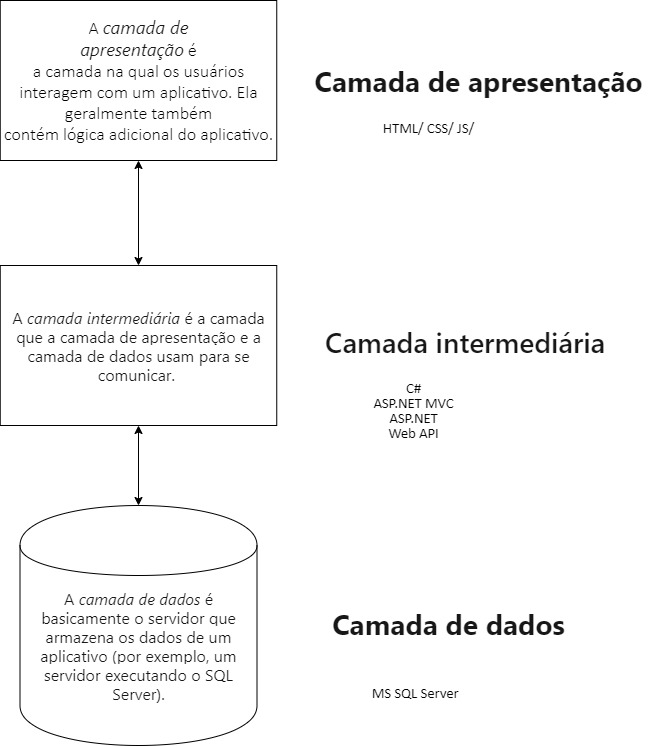 A camada de
apresentação é
a camada na qual os usuários
interagem com um aplicativo. Ela
geralmente também
contém lógica adicional do aplicativo.
Camada de apresentação
HTML/ CSS/ JS/
A camada intermediária é a camada
que a camada de apresentação e a
camada de dados usam para se
comunicar.
Camada intermediária
C#
ASP.NET MVC
ASP.NET
Web API
A camada de dados é
basicamente o servidor que
armazena os dados de um
aplicativo (por exemplo, um
servidor executando o SQL
Server).
Camada de dados
MS SQL Server